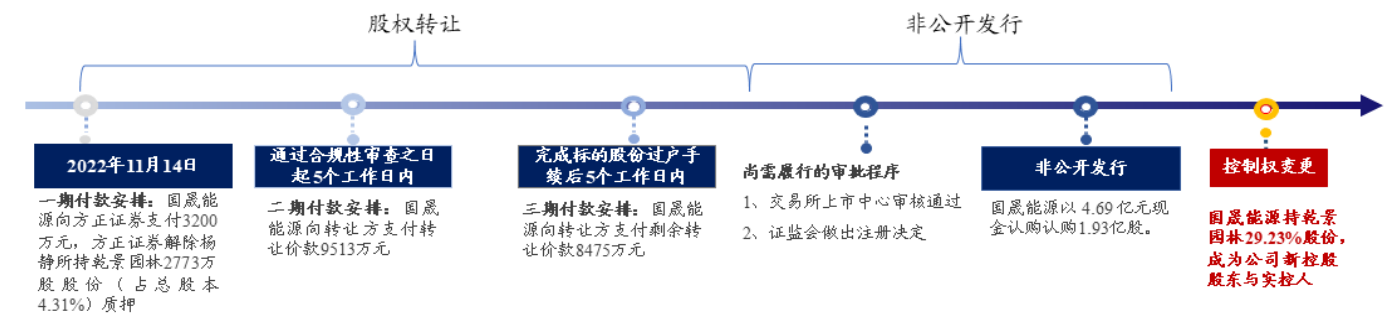 股权转让
非公开发行
2022年11月14日
一期付款安排：国晟能
源向方正证券支付3200
万元，方正证券解除杨
静所持乾景园林2773万
股股份（占总股本
4.31%）质押
通过合规性审查之日
起5个工作日内
二期付款安排：国晟
能源向转让方支付转
让价款9513万元
完成标的股份过户手
续后5个工作日内
三期付款安排：国晟能
源向转让方支付剩余转
让价款8475万元
尚需履行的审批程序
1、交易所上市中心审核通过
2、证监会做出注册决定
非公开发行
国晟能源以 4.69 亿元现
金认购认购1.93亿股。
控制权变更
国晟能源持乾景
园林29.23%股份，
成为公司新控股
股东与实控人